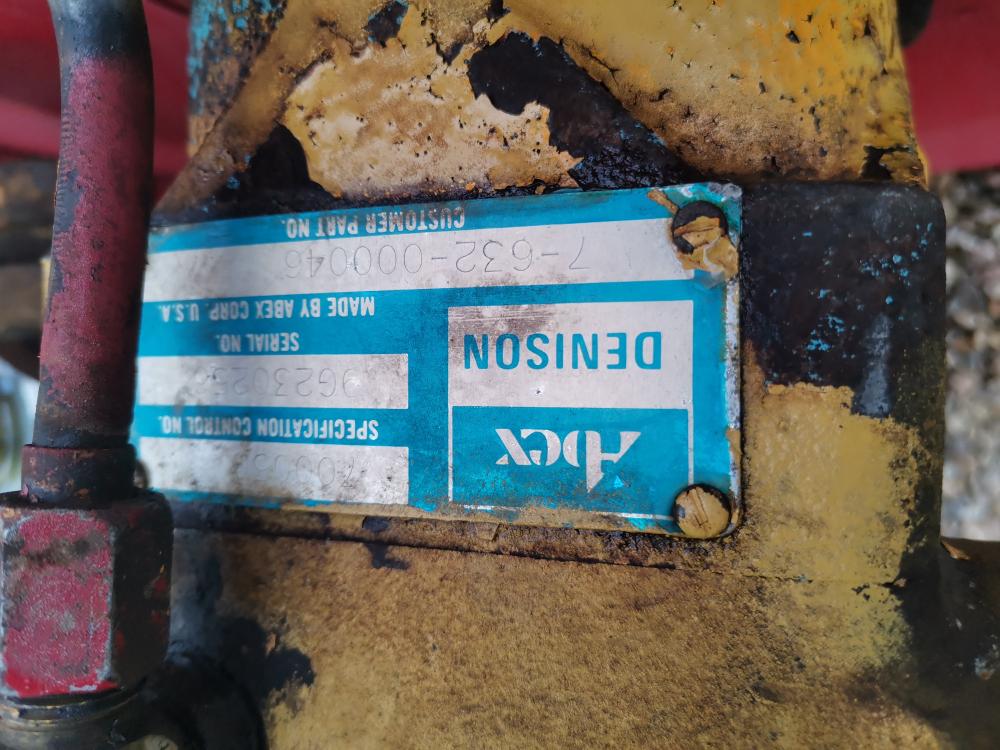 Abex
DENISON
SPECIFICATION CONTROL NO.
SERIAL NO.
MADE BY ABEX CORP. U.S.A.
7-632-000046
CUSTOMER PART NO.